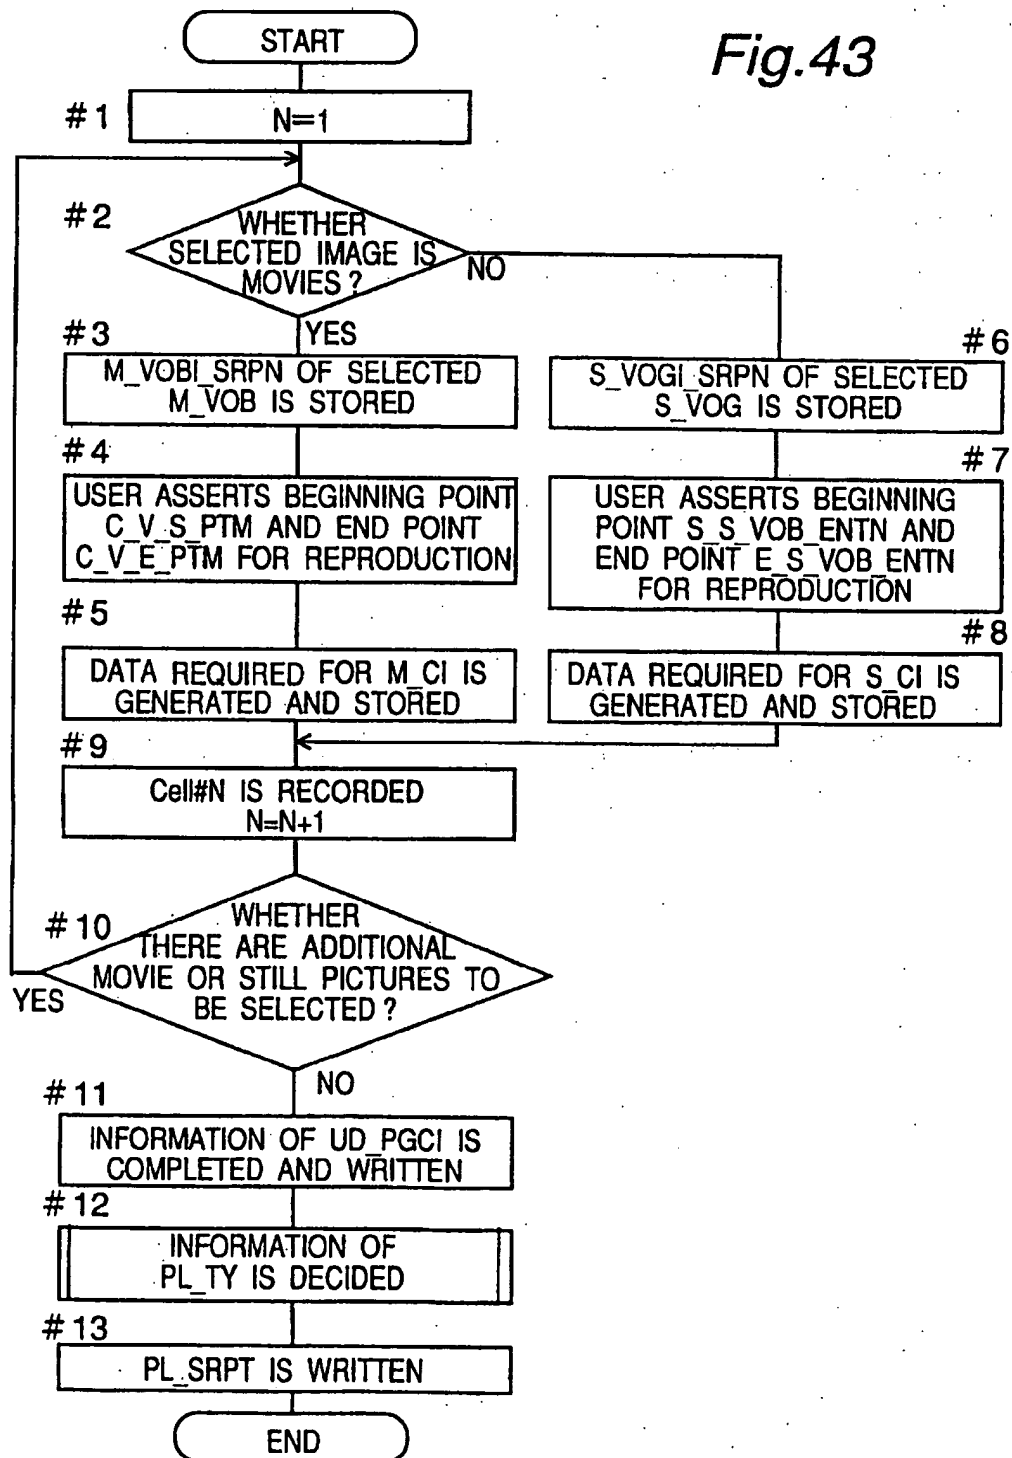 START
Fig.43
#1
N=1
#2
WHETHER
SELECTED IMAGE IS
MOVIES?
NO
YES
#3
M_VOBI_SRPN OF SELECTED
M_VOB IS STORED
#6
S_VOGI_SRPN OF SELECTED
S_VOG IS STORED
#4
USER ASSERTS BEGINNING POINT
C_V_S_PTM AND END POINT
C_V_E_PTM FOR REPRODUCTION
#7
USER ASSERTS BEGINNING
POINT S_S_VOB_ENTN AND
END POINT E_S_VOB_ENTN
FOR REPRODUCTION
#5
DATA REQUIRED FOR M_CI IS
GENERATED AND STORED
#8
DATA REQUIRED FOR S_CI IS
GENERATED AND STORED
#9
Cell#N IS RECORDED
N=N+1
#10
WHETHER
THERE ARE ADDITIONAL
MOVIE OR STILL PICTURES TO
BE SELECTED?
YES
NO
#11
INFORMATION OF UD_PGCI IS
COMPLETED AND WRITTEN
#12
INFORMATION OF
PL_TY IS DECIDED
#13
PL_SRPT IS WRITTEN
END